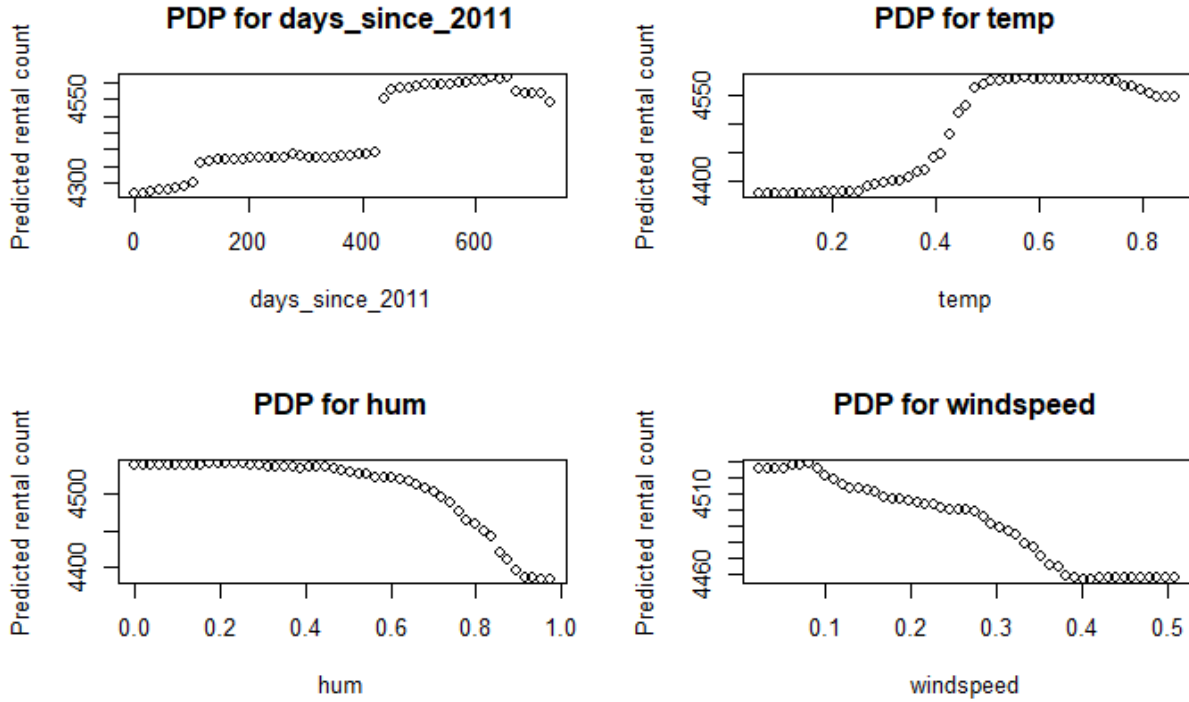 PDP for days_since_2011
Predicted rental count
4550
4300
0 200 400 600
days_since_2011
PDP for temp
Predicted rental count
4550
4400
0.2 0.4 0.6 0.8
temp
PDP for hum
Predicted rental count
4500
4400
0.0 0.2 0.4 0.6 0.8 1.0
hum
PDP for windspeed
Predicted rental count
4510
4460
0.1 0.2 0.3 0.4 0.5
windspeed